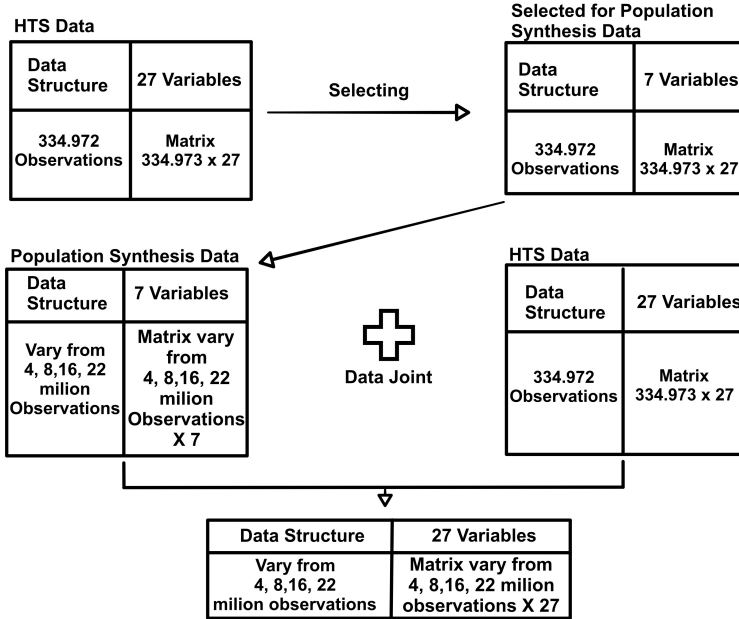 HTS Data
Data
Structure
27 Variables
334.972
Observations
Matrix
334.973 x 27
Selecting
Selected for Population
Synthesis Data
Data
Structure
7 Variables
334.972
Observations
Matrix
334.973 x 27
Population Synthesis Data
Data
Structure
7 Variables
Vary from
4, 8,16, 22
milion
Observations
Matrix vary
from
4, 8,16, 22
milion
Observations
X 7
Data Joint
HTS Data
Data
Structure
27 Variables
334.972
Observations
Matrix
334.973 x 27
Data Structure
27 Variables
Vary from
4, 8,16, 22
milion observations
Matrix vary from
4, 8,16, 22 milion
observations X 27